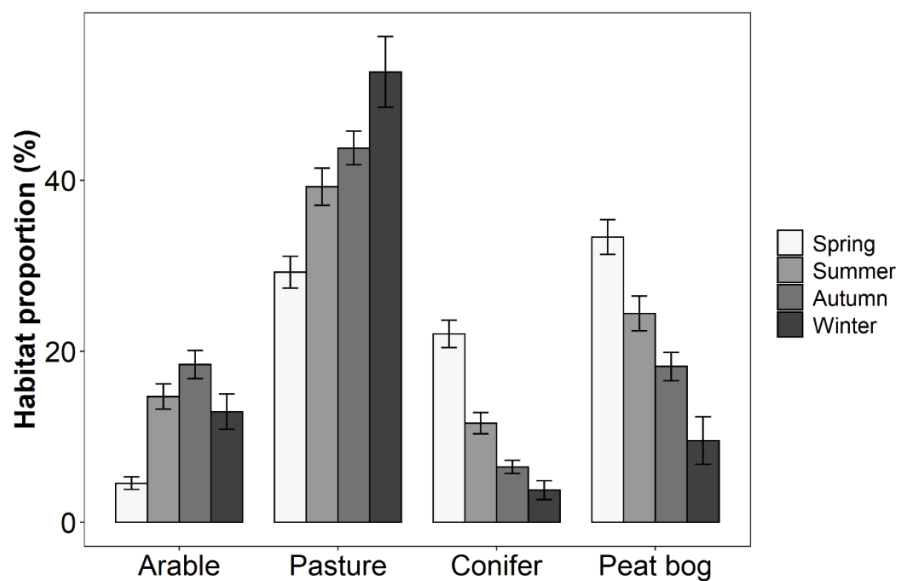 Habitat proportion (%)
40
20
0
Arable Pasture Conifer Peat bog
Spring
Summer
Autumn
Winter